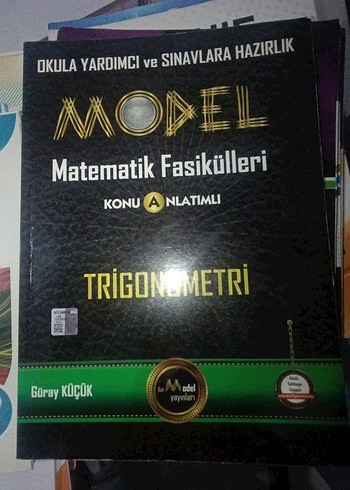 OKULA YARDIMCI ve SINAVLARA HAZIRLIK
MODEL
Matematik Fasikülleri
KONU ANLATIMLI
TRİGONOMETRİ
Güray KÜÇÜK
Model
yayınları